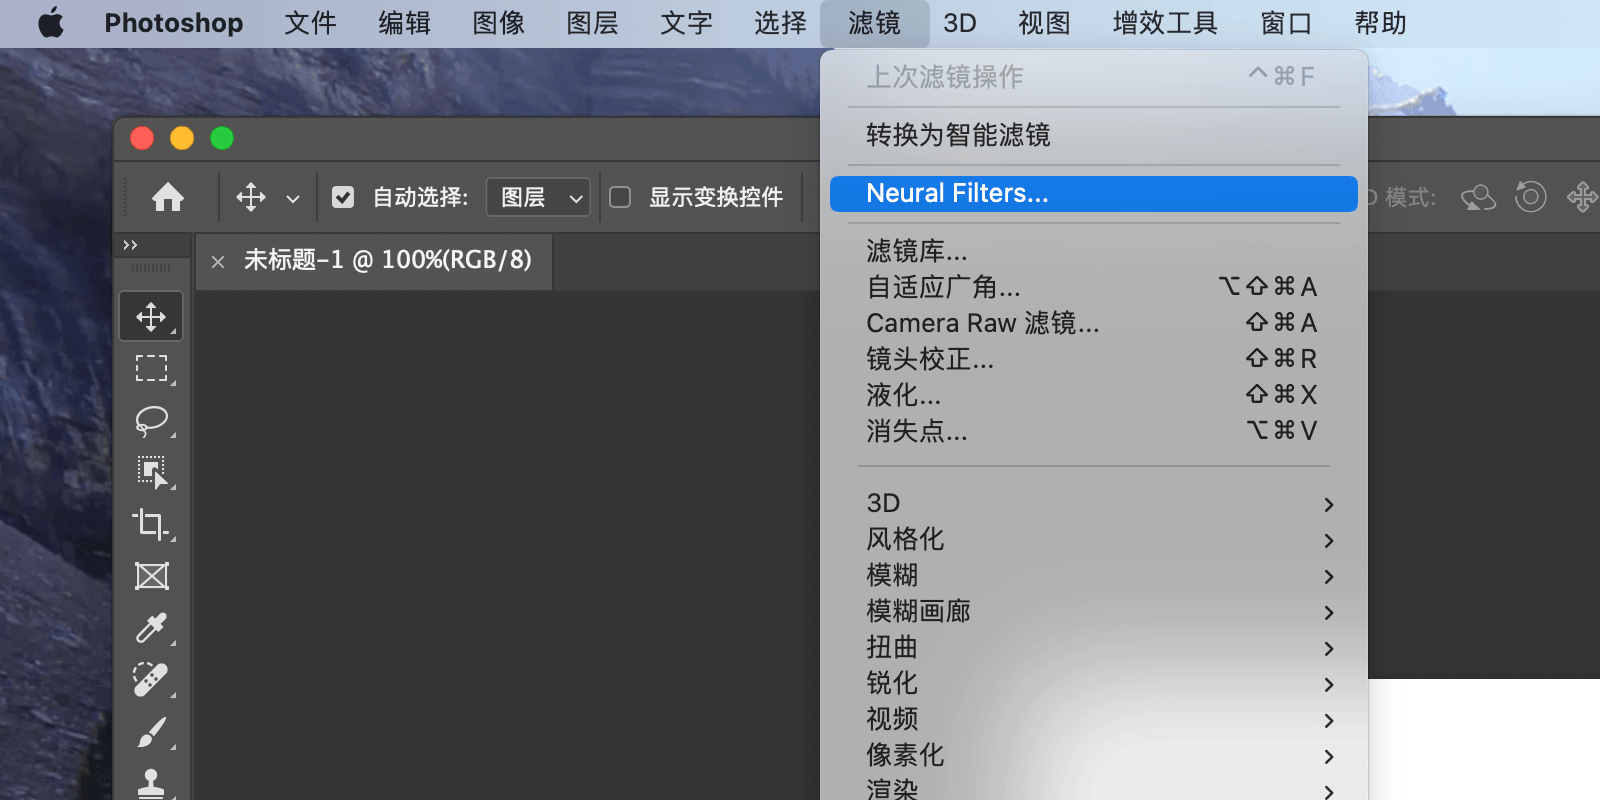 Photoshop 文件 编辑 图像 图层 文字 选择 滤镜 3D 视图 增效工具 窗口 帮助
上次滤镜操作 ^⌘F
转换为智能滤镜
自动选择: 图层 显示变换控件
Neural Filters...
模式:
未标题-1 @ 100%(RGB/8)
滤镜库...
自适应广角... ⌥⇧⌘A
Camera Raw 滤镜... ⇧⌘A
镜头校正... ⇧⌘R
液化... ⇧⌘X
消失点... ⌥⌘V
3D
风格化
模糊
模糊画廊
扭曲
锐化
视频
像素化
渲染